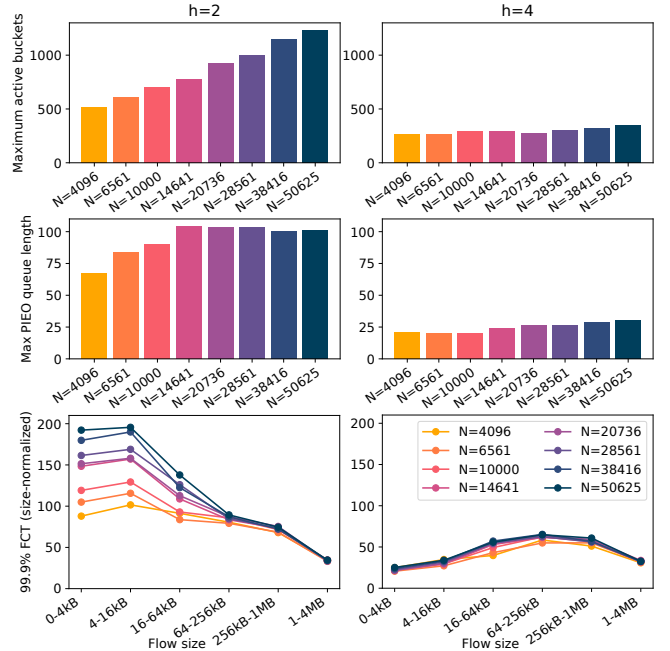 h=2
h=4
Maximum active buckets
1000
500
0
N=4096
N=6561
N=10000
N=14641
N=20736
N=28561
N=38416
N=50625
1000
500
0
N=4096
N=6561
N=10000
N=14641
N=20736
N=28561
N=38416
N=50625
Max PIEO queue length
100
75
50
25
0
N=4096
N=6561
N=10000
N=14641
N=20736
N=28561
N=38416
N=50625
100
75
50
25
0
N=4096
N=6561
N=10000
N=14641
N=20736
N=28561
N=38416
N=50625
99.9% FCT (size-normalized)
200
150
100
50
0
0-4kB
4-16kB
16-64kB
64-256kB
256kB-1MB
1-4MB
Flow size
200
150
100
50
0
N=4096
N=6561
N=10000
N=14641
N=20736
N=28561
N=38416
N=50625
0-4kB
4-16kB
16-64kB
64-256kB
256kB-1MB
1-4MB
Flow size